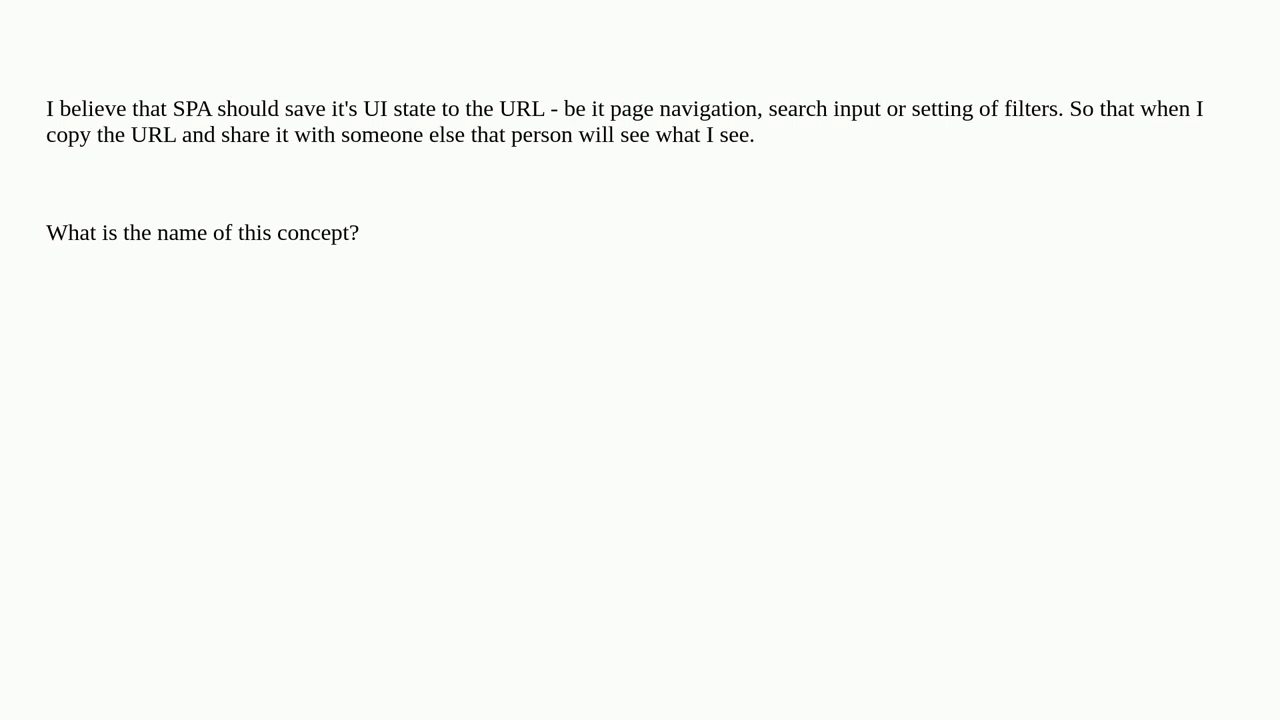 I believe that SPA should save it's UI state to the URL - be it page navigation, search input or setting of filters. So that when I
copy the URL and share it with someone else that person will see what I see.
What is the name of this concept?